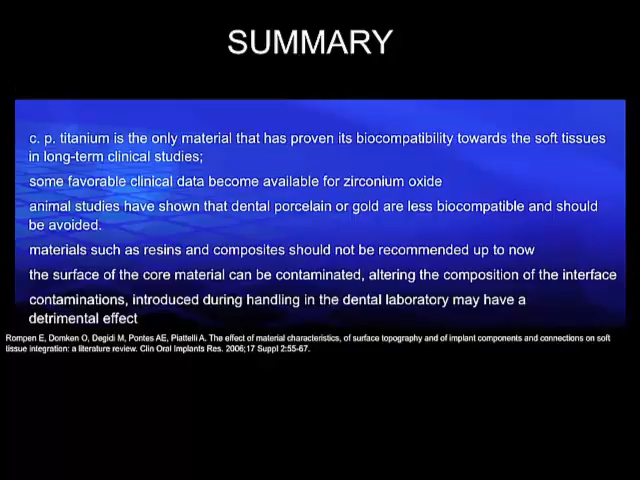 SUMMARY
c. p. titanium is the only material that has proven its biocompatibility towards the soft tissues
in long-term clinical studies;
some favorable clinical data become available for zirconium oxide
animal studies have shown that dental porcelain or gold are less biocompatible and should
be avoided.
materials such as resins and composites should not be recommended up to now
the surface of the core material can be contaminated, altering the composition of the interface
contaminations, introduced during handling in the dental laboratory may have a
detrimental effect
Rompen E, Domken O, Degidi M, Pontes AE, Piattelli A. The effect of material characteristics, of surface topography and of implant components and connections on soft
tissue integration: a literature review. Clin Oral Implants Res. 2006;17 Suppl 2:55-67.